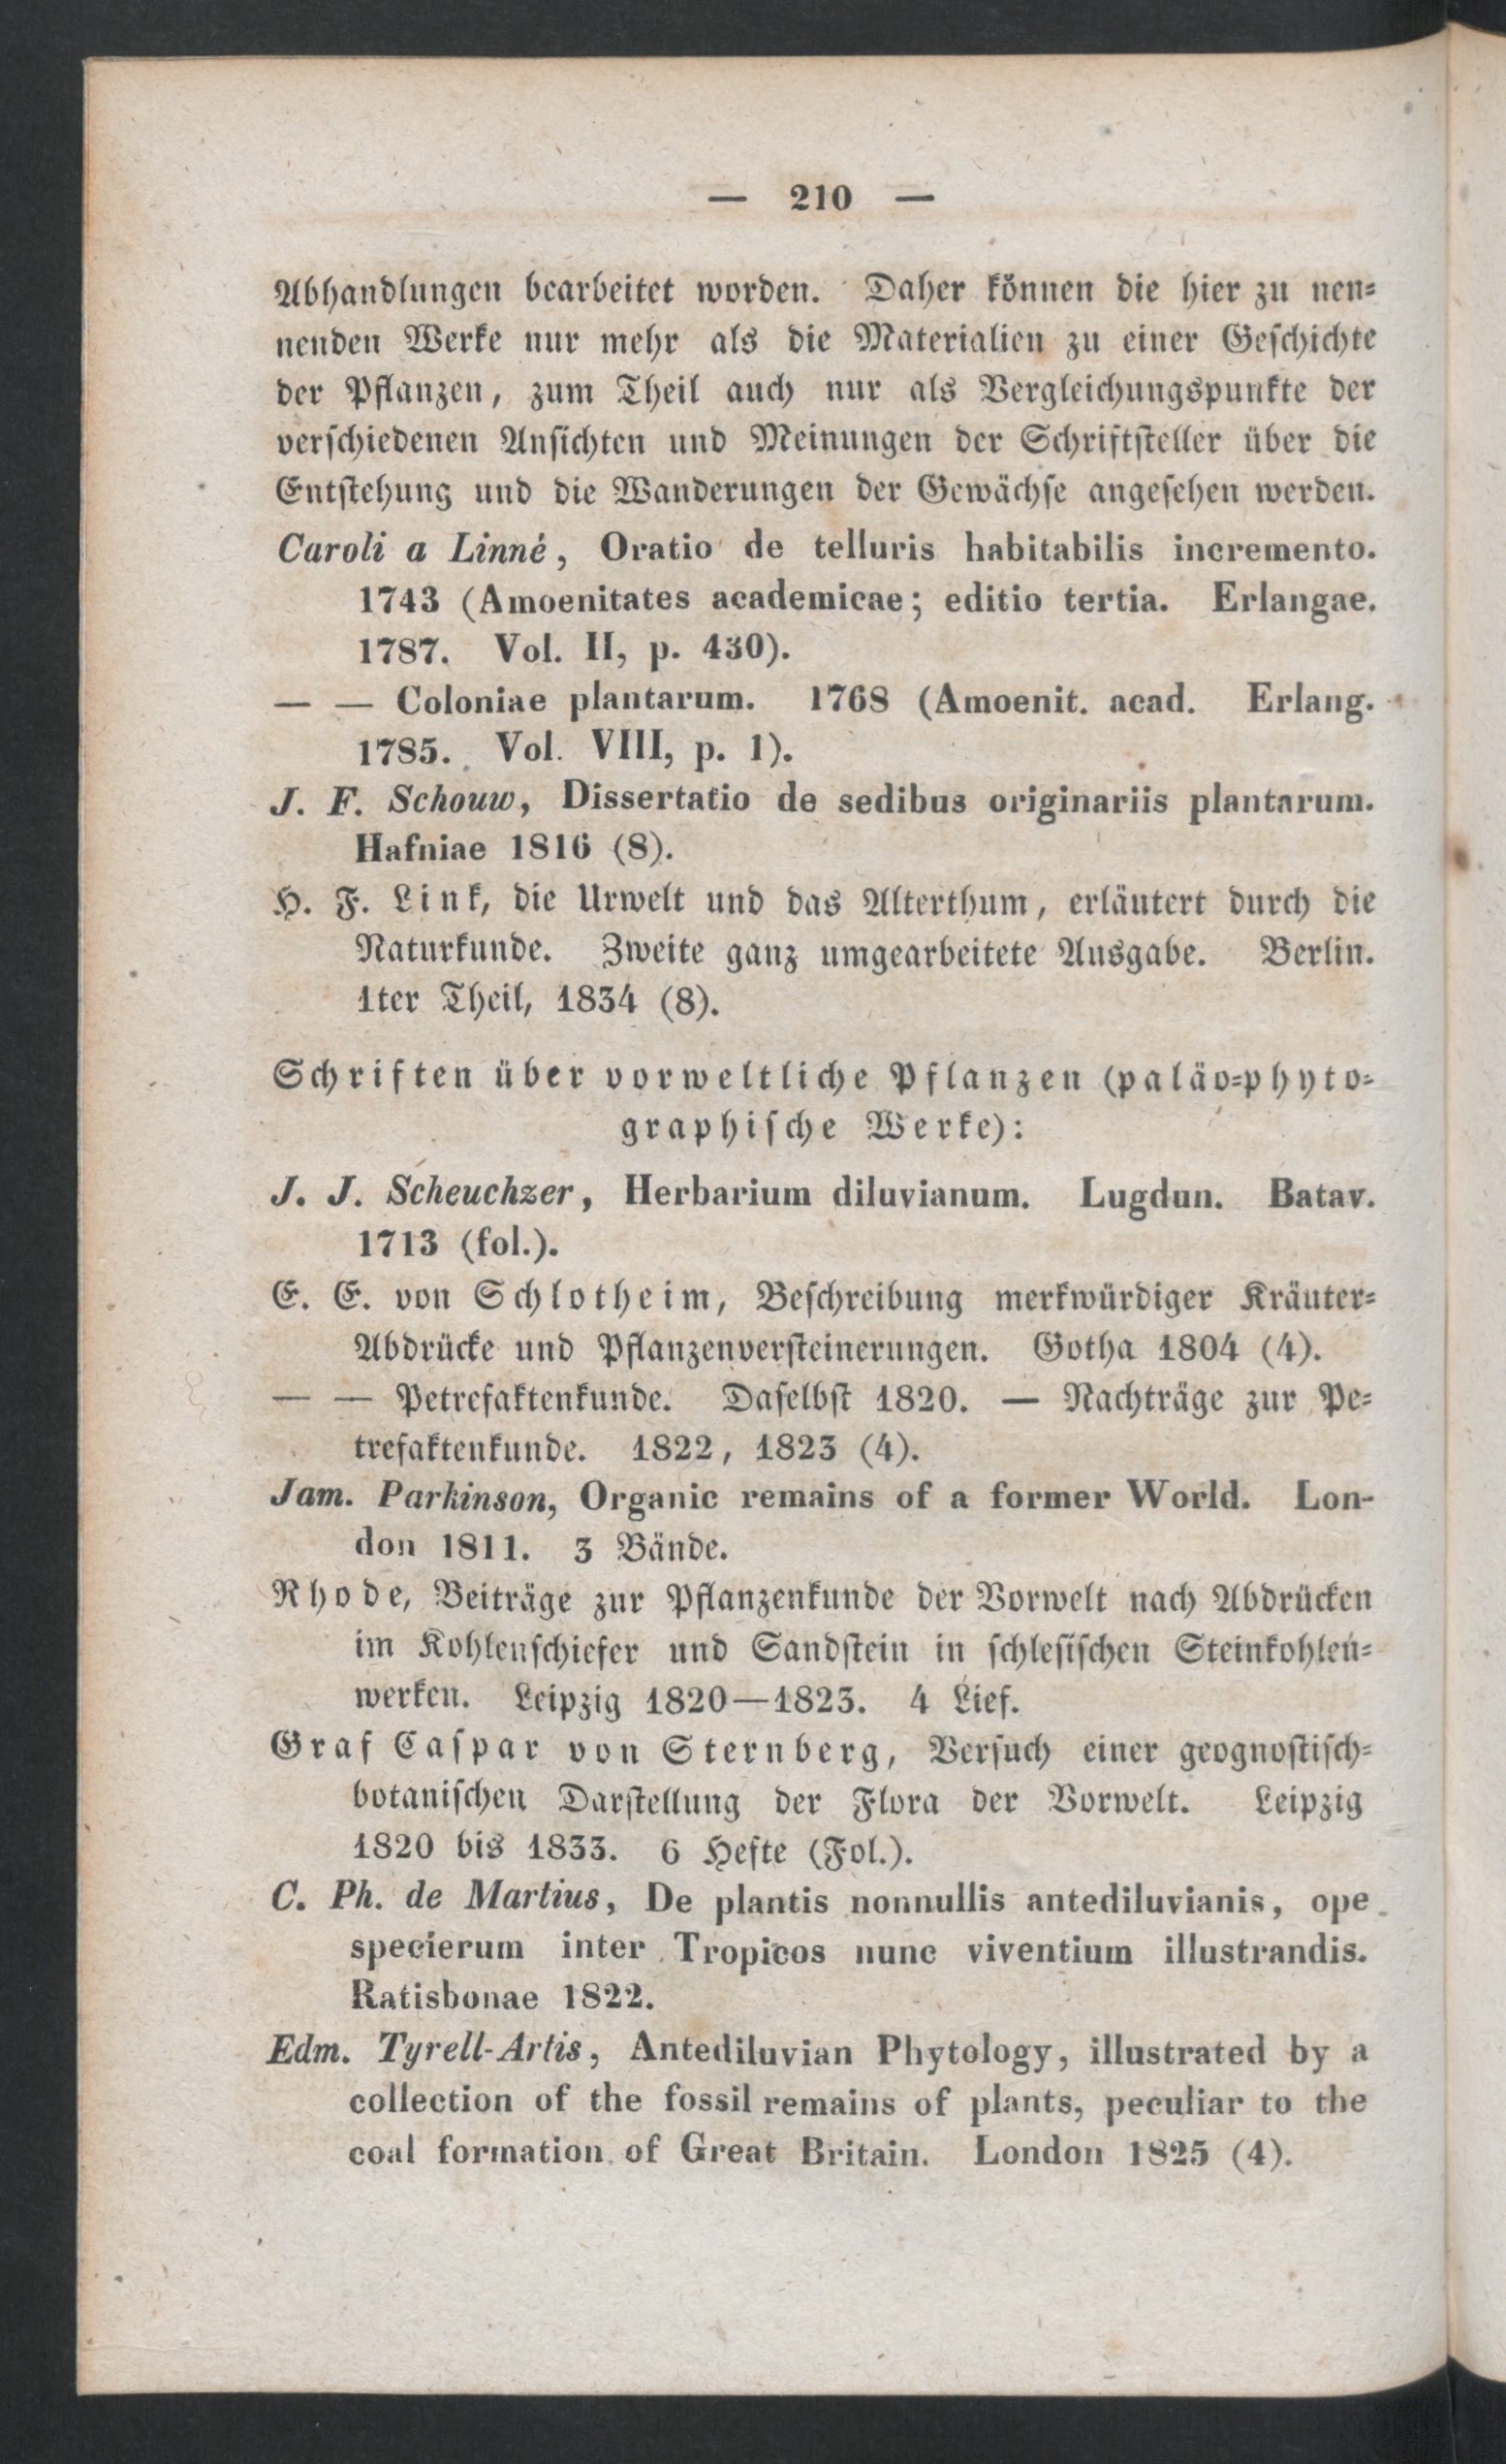 — 210 —
Abhandlungen bearbeitet worden. Daher können die hier zu nen-
nenden Werke nur mehr als die Materialien zu einer Geschichte
der Pflanzen, zum Theil auch nur als Vergleichungspunkte der
verschiedenen Ansichten und Meinungen der Schriftsteller über die
Entstehung und die Wanderungen der Gewächse angesehen werden.
Caroli a Linné, Oratio de telluris habitabilis incremento.
1743 (Amoenitates academicae; editio tertia. Erlangae.
1787. Vol. II, p. 430).
— — Coloniae plantarum. 1768 (Amoenit. acad. Erlang.
1785. Vol. VIII, p. 1).
J. F. Schouw, Dissertatio de sedibus originariis plantarum.
Hafniae 1816 (8).
H. F. Link, die Urwelt und das Alterthum, erläutert durch die
Naturkunde. Zweite ganz umgearbeitete Ausgabe. Berlin.
1ter Theil, 1834 (8).
Schriften über vorweltliche Pflanzen (paläo-phyto-
graphische Werke):
J. J. Scheuchzer, Herbarium diluvianum. Lugdun. Batav.
1713 (fol.).
E. E. von Schlotheim, Beschreibung merkwürdiger Kräuter-
Abdrücke und Pflanzenversteinerungen. Gotha 1804 (4).
— — Petrefaktenkunde. Daselbst 1820. — Nachträge zur Pe-
trefaktenkunde. 1822, 1823 (4).
Jam. Parkinson, Organic remains of a former World. Lon-
don 1811. 3 Bände.
Rhode, Beiträge zur Pflanzenkunde der Vorwelt nach Abdrücken
im Kohlenschiefer und Sandstein in schlesischen Steinkohlen-
werken. Leipzig 1820—1823. 4 Lief.
Graf Caspar von Sternberg, Versuch einer geognostisch-
botanischen Darstellung der Flora der Vorwelt. Leipzig
1820 bis 1833. 6 Hefte (Fol.).
C. Ph. de Martius, De plantis nonnullis antediluvianis, ope
specierum inter Tropicos nunc viventium illustrandis.
Ratisbonae 1822.
Edm. Tyrell-Artis, Antediluvian Phytology, illustrated by a
collection of the fossil remains of plants, peculiar to the
coal formation of Great Britain. London 1825 (4).